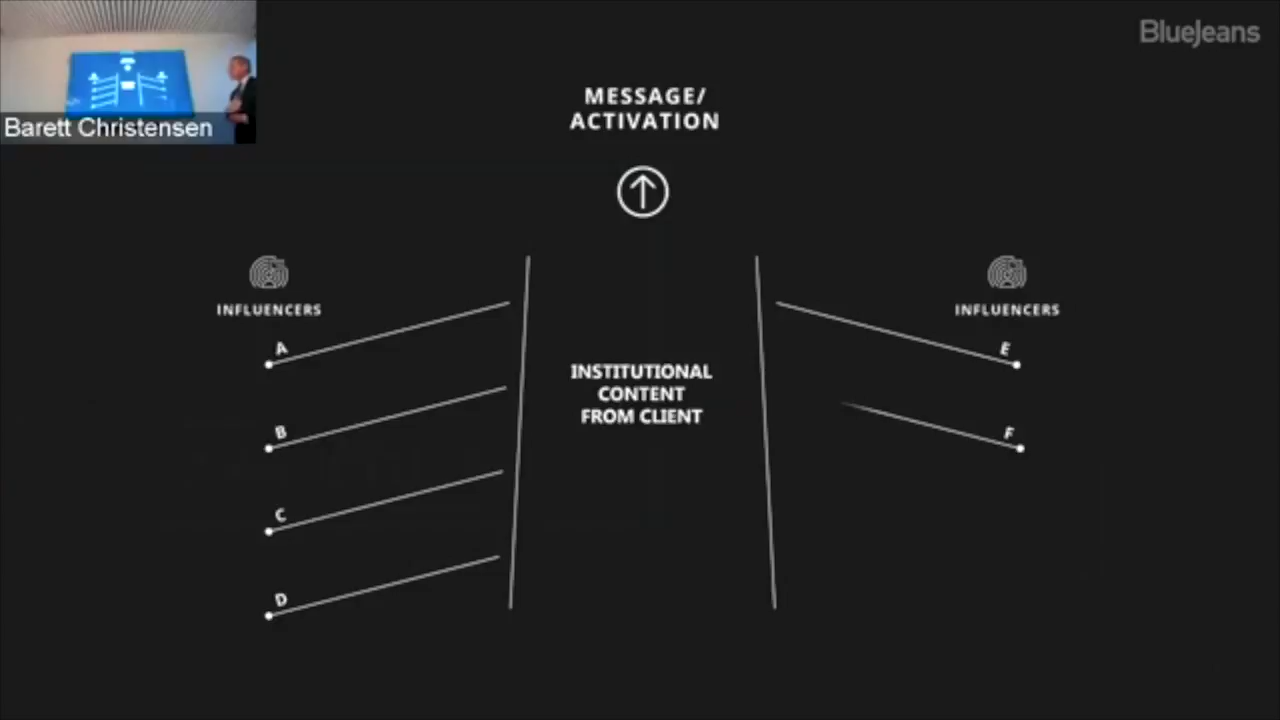 BlueJeans
Barett Christensen
MESSAGE/
ACTIVATION
INFLUENCERS
A
B
C
D
INSTITUTIONAL
CONTENT
FROM CLIENT
INFLUENCERS
E
F